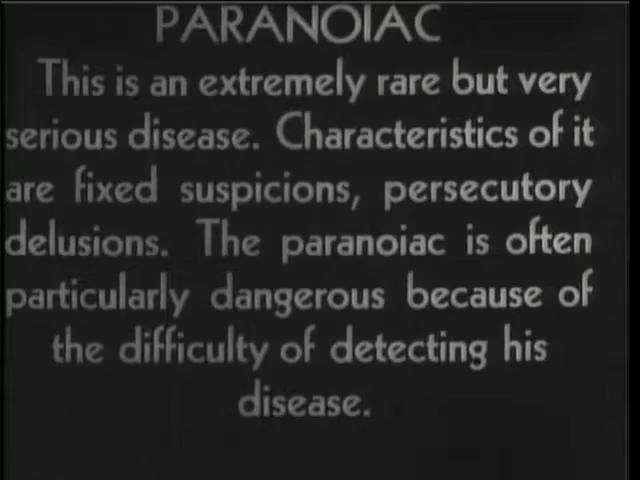 PARANOIAC
This is an extremely rare but very
serious disease. Characteristics of it
are fixed suspicions, persecutory
delusions. The paranoiac is often
particularly dangerous because of
the difficulty of detecting his
disease.